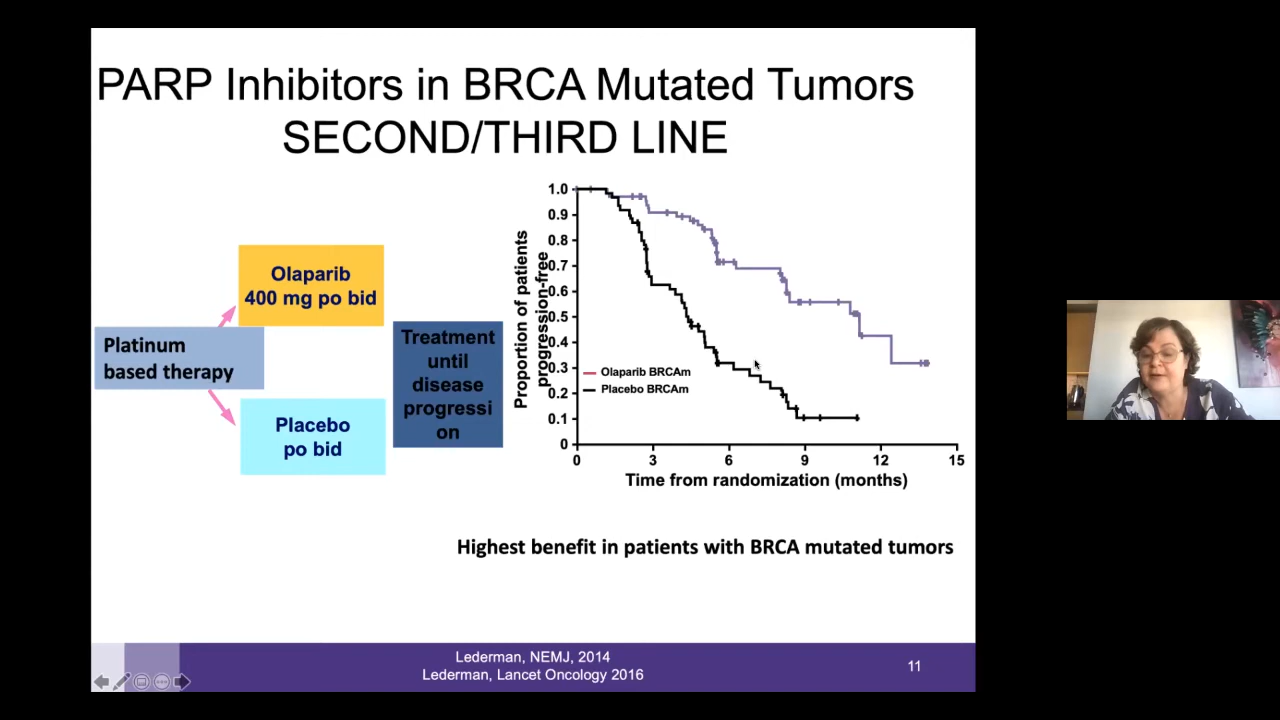 PARP Inhibitors in BRCA Mutated Tumors
SECOND/THIRD LINE
Olaparib
400 mg po bid
Platinum
based therapy
Placebo
po bid
Treatment
until
disease
progressi
on
Proportion of patients
progression-free
1.0
0.9
0.8
0.7
0.6
0.5
0.4
0.3
0.2
0.1
0
Olaparib BRCAm
Placebo BRCAm
0 3 6 9 12 15
Time from randomization (months)
Highest benefit in patients with BRCA mutated tumors
Lederman, NEMJ, 2014
Lederman, Lancet Oncology 2016
11